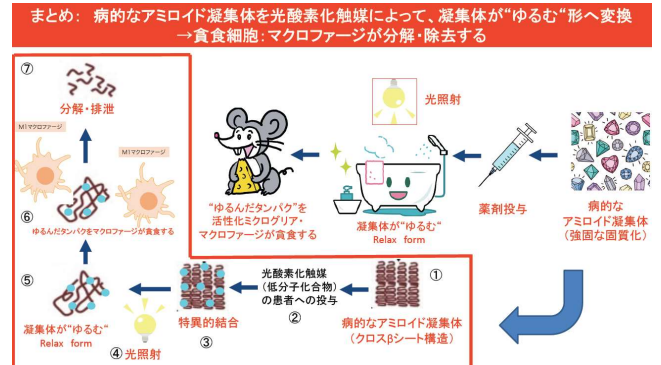 まとめ： 病的なアミロイド凝集体を光酸素化触媒によって、凝集体が“ゆるむ“形へ変換
→貪食細胞：マクロファージが分解・除去する
⑦
分解・排泄
M1マクロファージ
M1マクロファージ
⑥
ゆるんだタンパクをマクロファージが貪食する
⑤
凝集体が“ゆるむ“
Relax form
④光照射
光照射
“ゆるんだタンパク”を
活性化ミクログリア・
マクロファージが貪食する
凝集体が“ゆるむ”
Relax form
薬剤投与
病的な
アミロイド凝集体
（強固な固質化）
特異的結合
③
光酸素化触媒
（低分子化合物）
の患者への投与
②
①
病的なアミロイド凝集体
（クロスβシート構造）